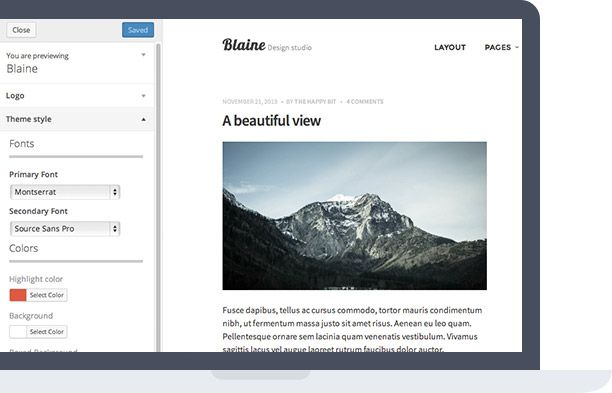 Close
Saved
You are previewing
Blaine
Logo
Theme style
Fonts
Primary Font
Montserrat
Secondary Font
Source Sans Pro
Colors
Highlight color
Select Color
Background
Select Color
Boxed Background
Blaine Design studio
LAYOUT
PAGES
NOVEMBER 21, 2013 • BY THE HAPPY BIT • 4 COMMENTS
A beautiful view
Fusce dapibus, tellus ac cursus commodo, tortor mauris condimentum
nibh, ut fermentum massa justo sit amet risus. Aenean eu leo quam.
Pellentesque ornare sem lacinia quam venenatis vestibulum. Vivamus
sagittis lacus vel augue laoreet rutrum faucibus dolor auctor.